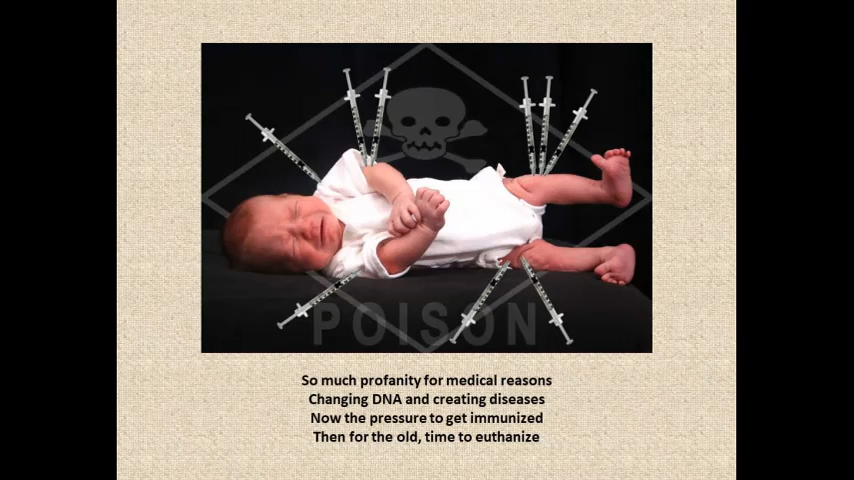 POISON
So much profanity for medical reasons
Changing DNA and creating diseases
Now the pressure to get immunized
Then for the old, time to euthanize